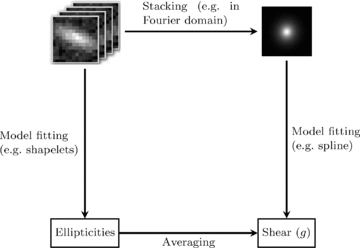 Stacking (e.g. in
Fourier domain)
Model fitting
(e.g. shapelets)
Model fitting
(e.g. spline)
Ellipticities
Averaging
Shear (g)